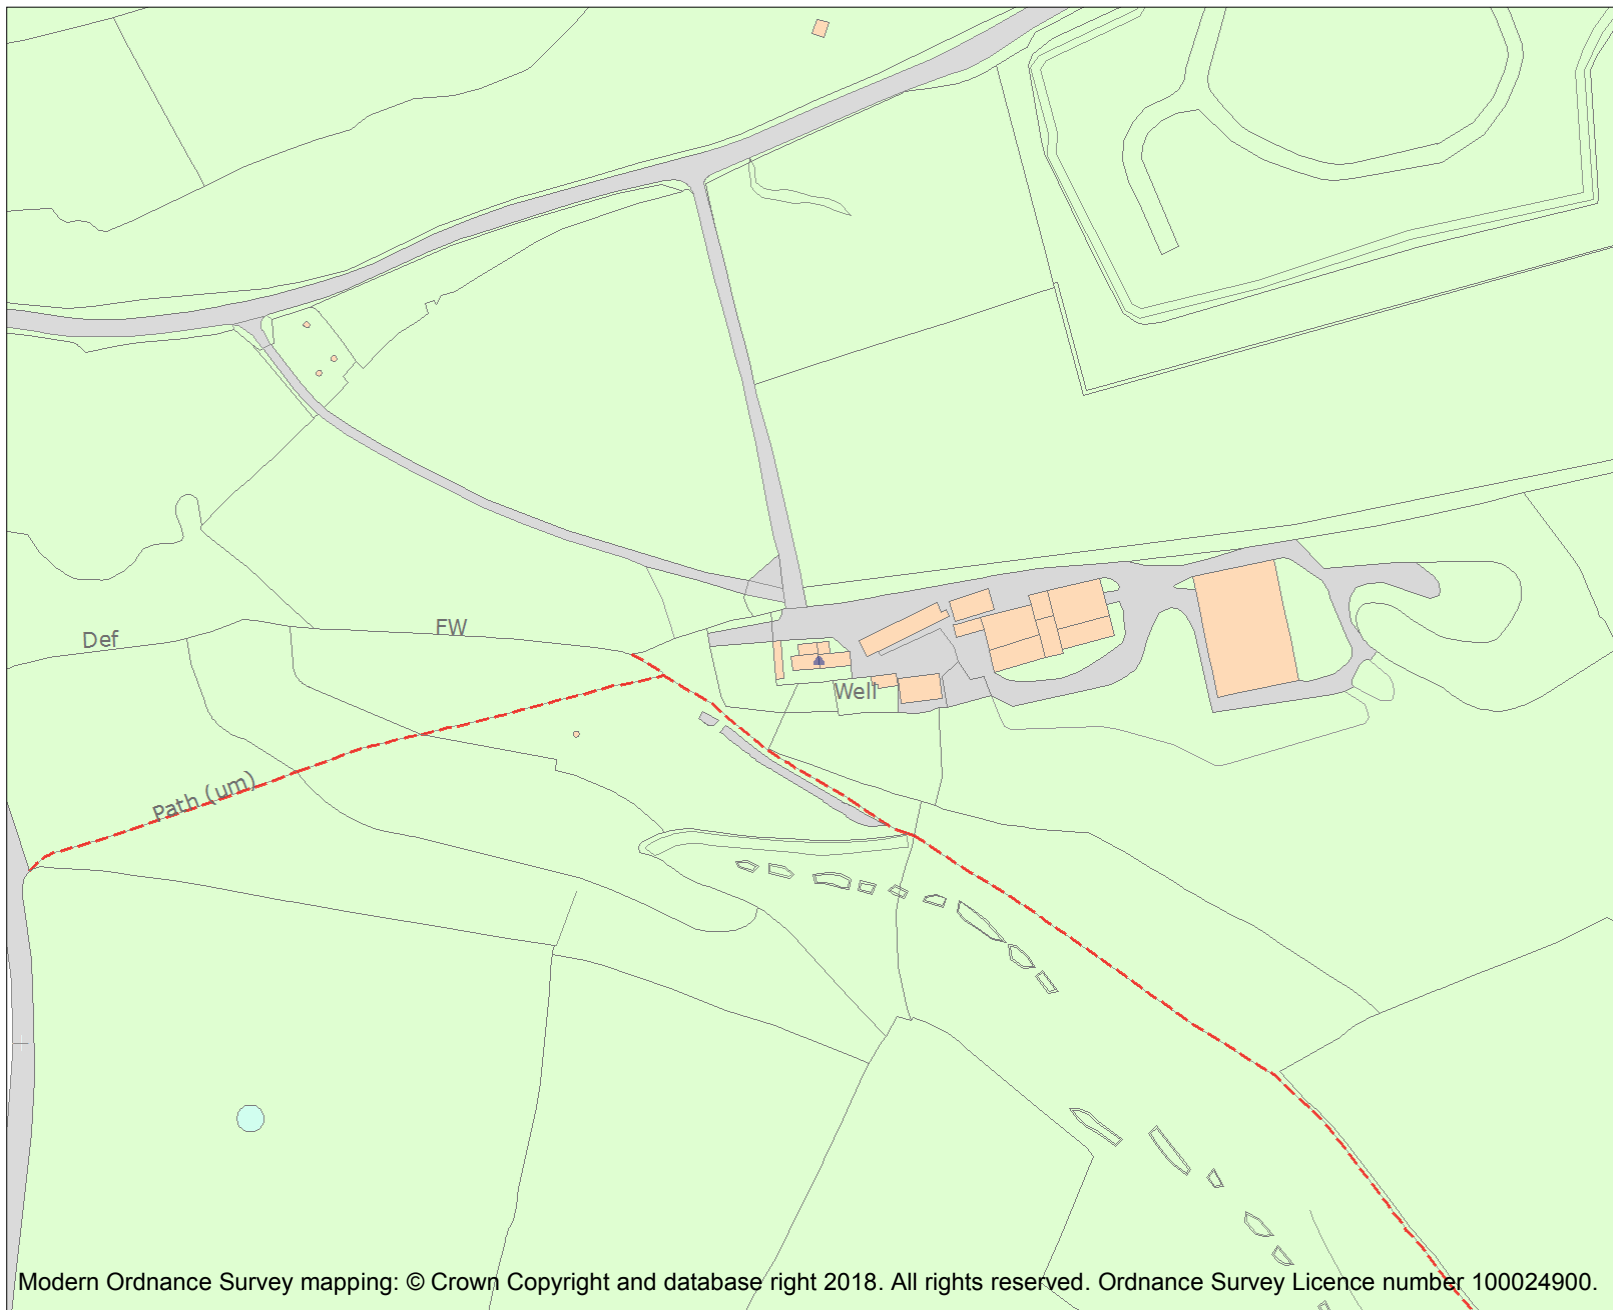 FW
Def
Well
Path (um)
Modern Ordnance Survey mapping: © Crown Copyright and database right 2018. All rights reserved. Ordnance Survey Licence number 100024900.